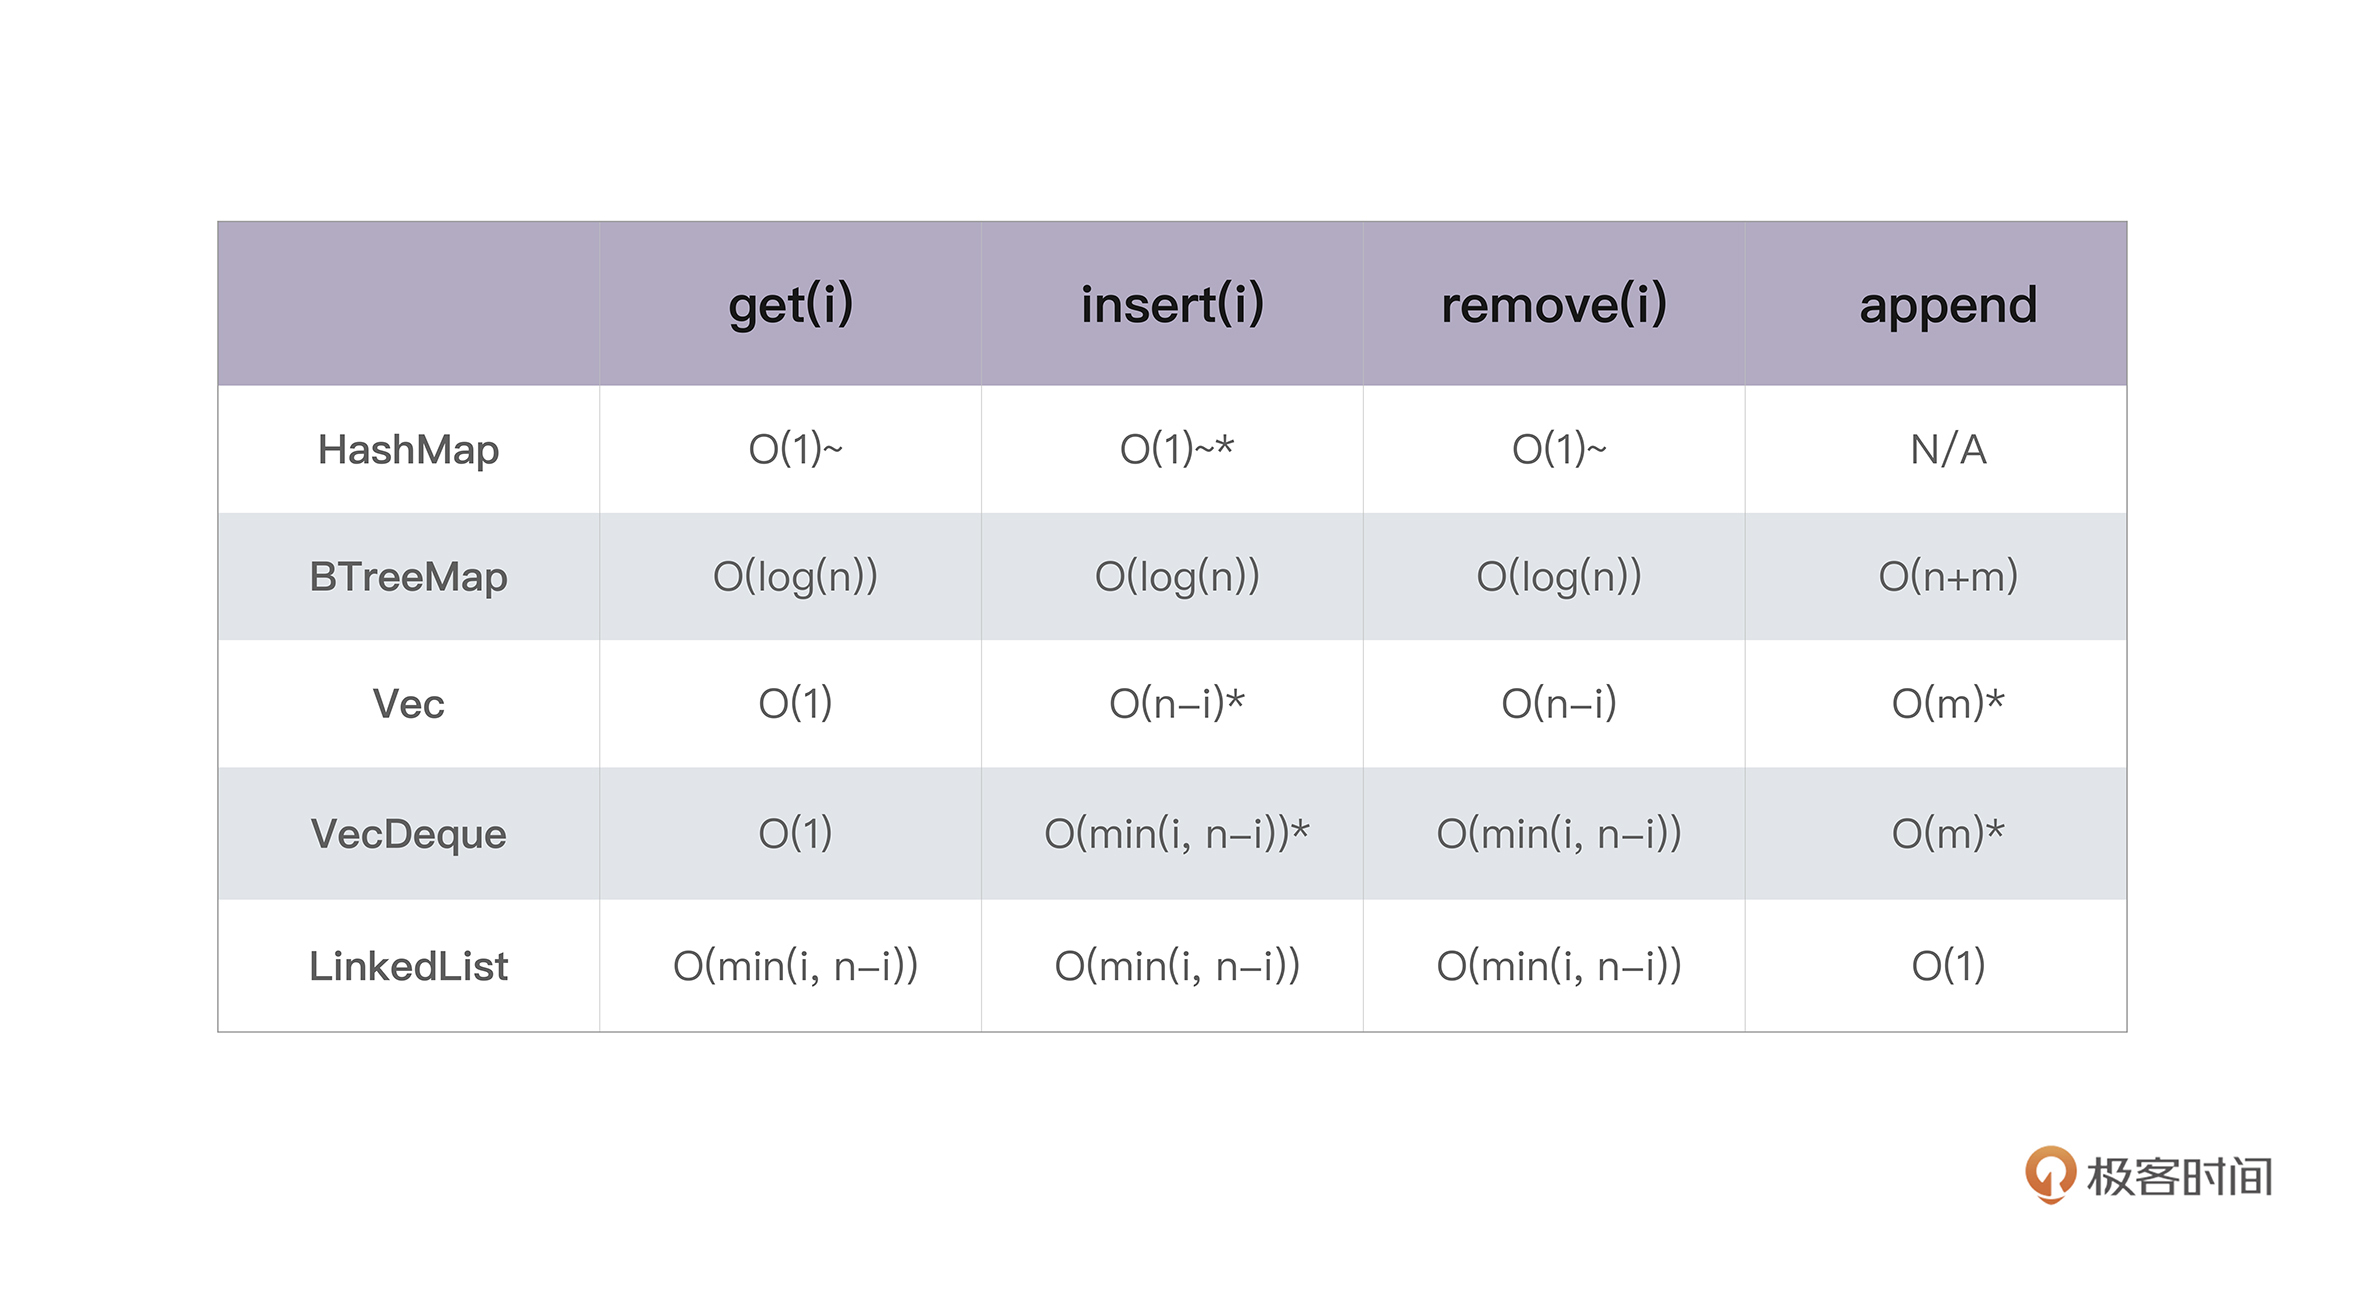 get(i) insert(i) remove(i) append
HashMap O(1)~ O(1)~* O(1)~ N/A
BTreeMap O(log(n)) O(log(n)) O(log(n)) O(n+m)
Vec O(1) O(n-i)* O(n-i) O(m)*
VecDeque O(1) O(min(i, n-i))* O(min(i, n-i)) O(m)*
LinkedList O(min(i, n-i)) O(min(i, n-i)) O(min(i, n-i)) O(1)
极客时间